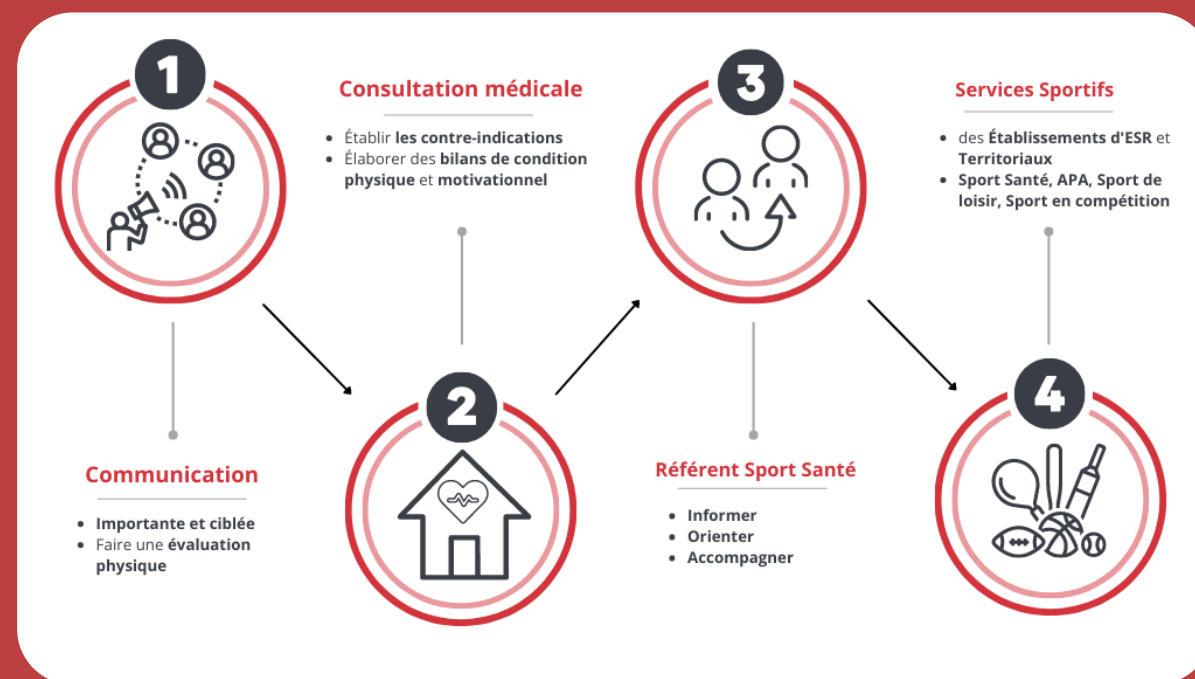 1
Communication
• Importante et ciblée
• Faire une évaluation
physique
2
Consultation médicale
• Établir les contre-indications
• Élaborer des bilans de condition
physique et motivationnel
3
Référent Sport Santé
• Informer
• Orienter
• Accompagner
4
Services Sportifs
• des Établissements d'ESR et
Territoriaux
• Sport Santé, APA, Sport de
loisir, Sport en compétition